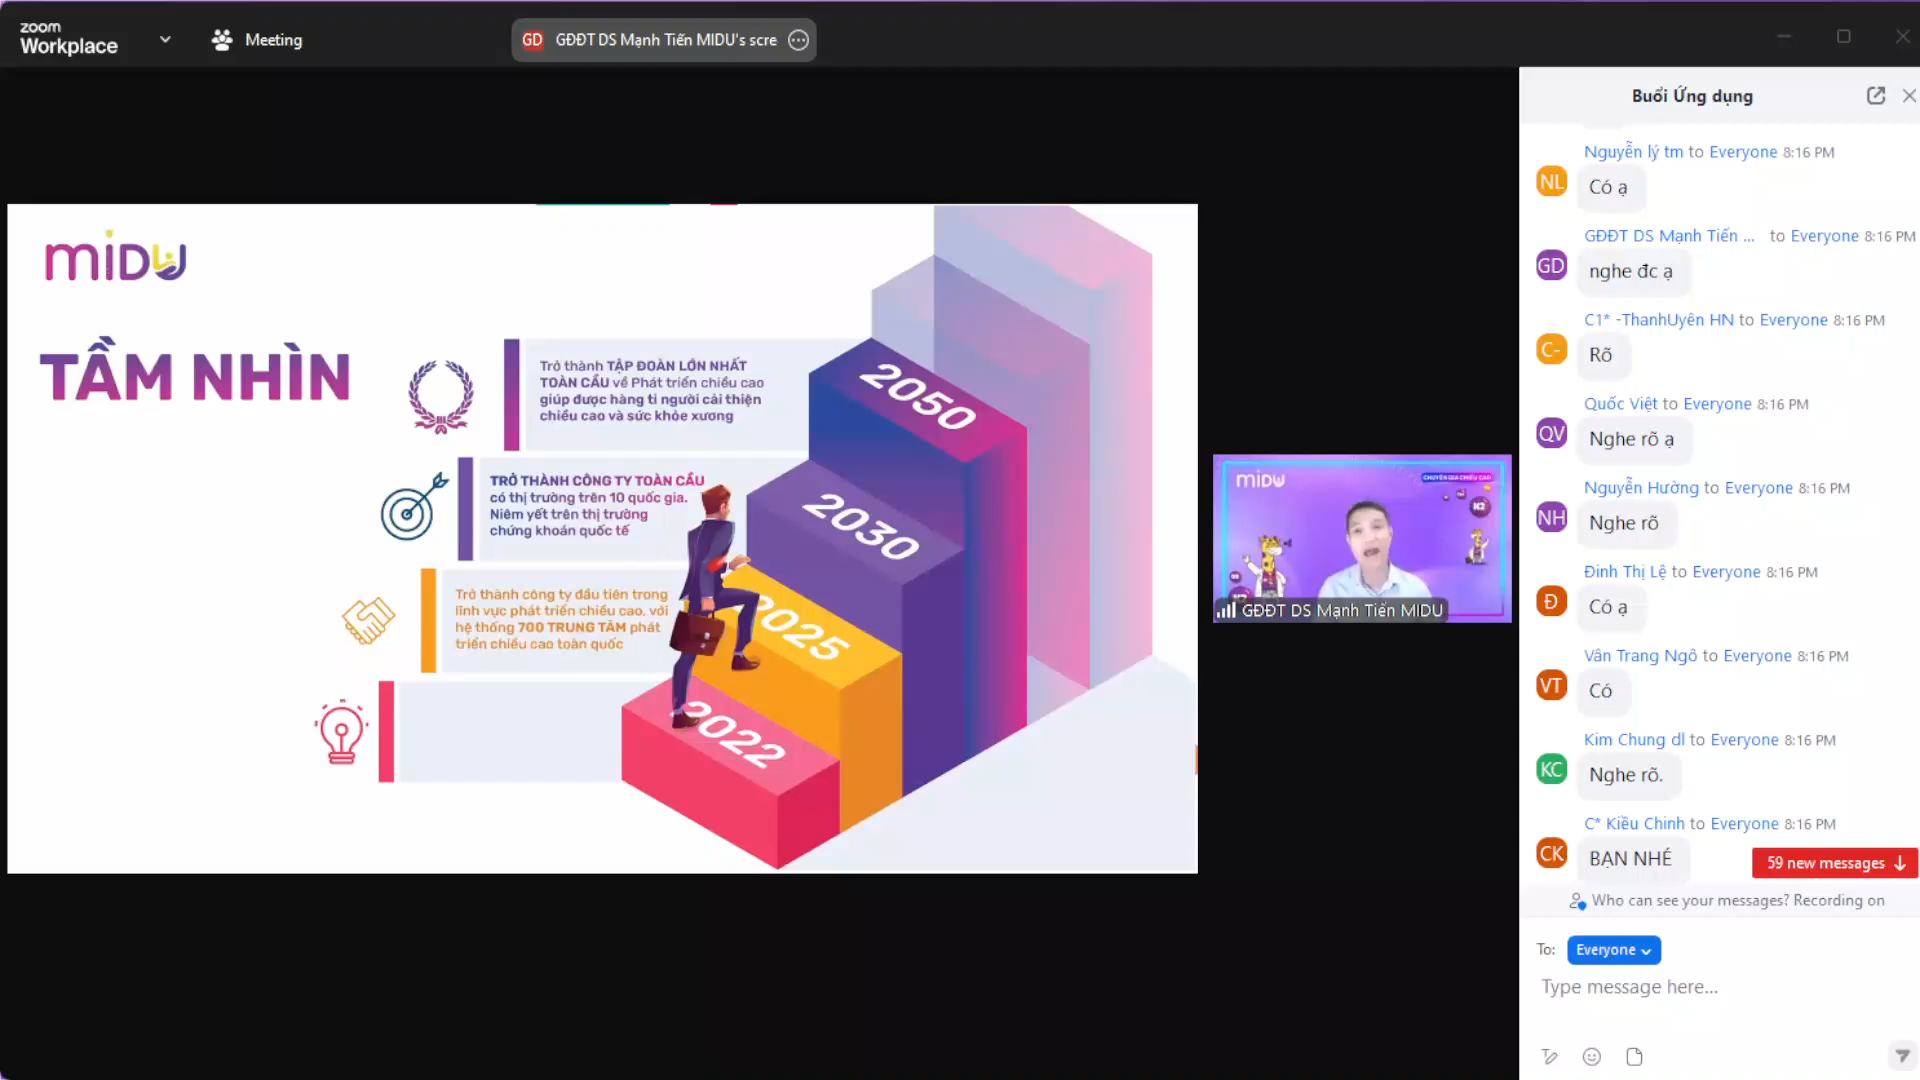 zoom
Workplace
Meeting
GD GĐĐT DS Mạnh Tiến MIDU's scre
Buổi Ứng dụng
Nguyễn lý tm to Everyone 8:16 PM
NL
Có ạ
GĐĐT DS Mạnh Tiến ... to Everyone 8:16 PM
GD
nghe đc ạ
C1* -ThanhUyên HN to Everyone 8:16 PM
C-
Rõ
Quốc Việt to Everyone 8:16 PM
QV
Nghe rõ ạ
Nguyễn Hường to Everyone 8:16 PM
NH
Nghe rõ
Đinh Thị Lệ to Everyone 8:16 PM
Đ
Có ạ
Vân Trang Ngô to Everyone 8:16 PM
VT
Có
Kim Chung dl to Everyone 8:16 PM
KC
Nghe rõ.
C* Kiều Chinh to Everyone 8:16 PM
CK
BẠN NHÉ
59 new messages
Who can see your messages? Recording on
To: Everyone
Type message here...
miDU
TẦM NHÌN
Trở thành TẬP ĐOÀN LỚN NHẤT
TOÀN CẦU về Phát triển chiều cao
giúp được hàng tỉ người cải thiện
chiều cao và sức khỏe xương
2050
TRỞ THÀNH CÔNG TY TOÀN CẦU
có thị trường trên 10 quốc gia.
Niêm yết trên thị trường
chứng khoán quốc tế
2030
Trở thành công ty đầu tiên trong
lĩnh vực phát triển chiều cao, với
hệ thống 700 TRUNG TÂM phát
triển chiều cao toàn quốc
2025
2022
miDU
CHUYÊN GIA CHIỀU CAO
K2
GĐĐT DS Mạnh Tiến MIDU